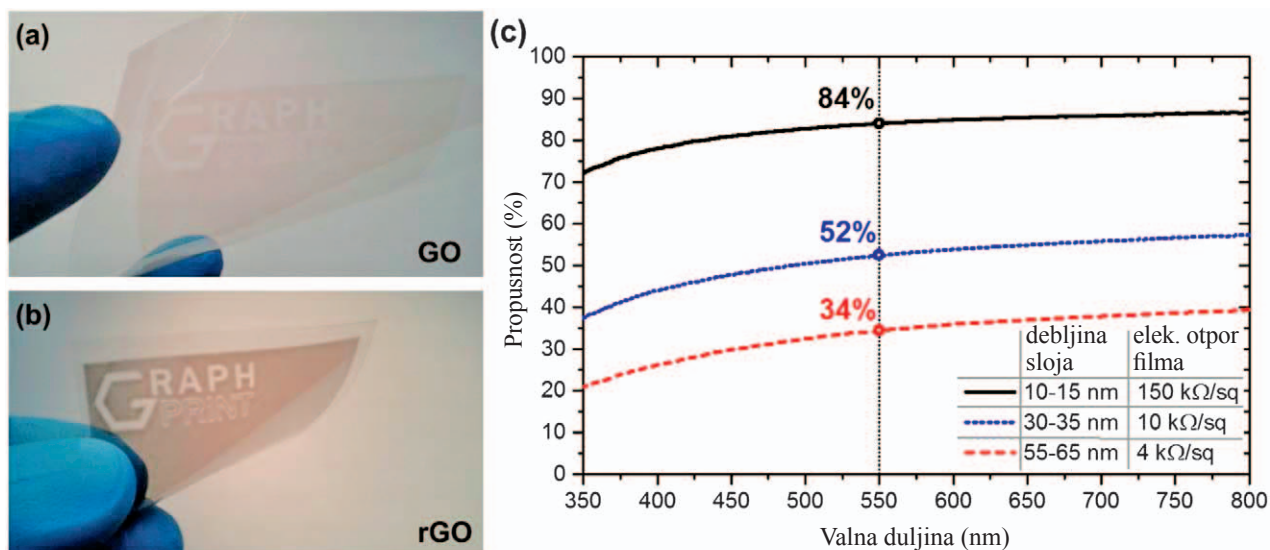 (a)
GRAPH
GO
(b)
GRAPH
PRINT
rGO
(c)
Propusnost (%)
100
90
80
70
60
50
40
30
20
10
0
84%
52%
34%
debljina sloja
elek. otpor filma
10-15 nm
150 kΩ/sq
30-35 nm
10 kΩ/sq
55-65 nm
4 kΩ/sq
350
400
450
500
550
600
650
700
750
800
Valna duljina (nm)